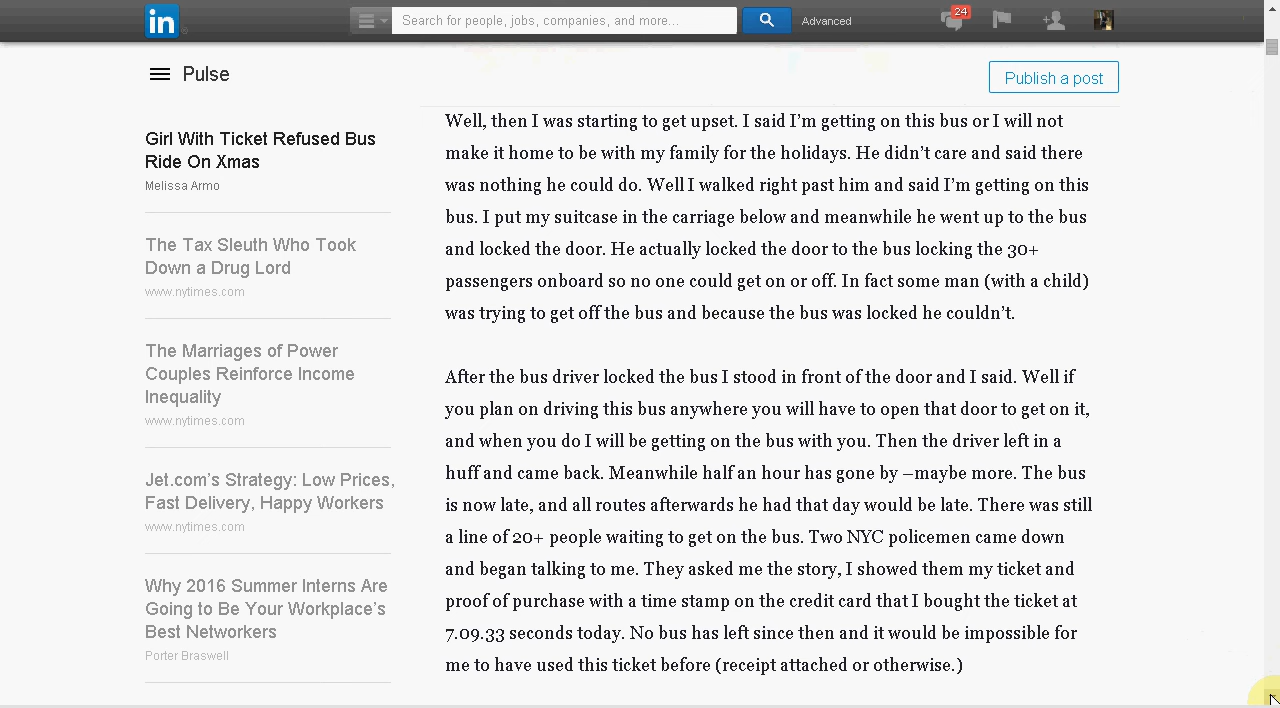 in
Search for people, jobs, companies, and more...
Advanced
24
Pulse
Publish a post
Girl With Ticket Refused Bus
Ride On Xmas
Melissa Armo
The Tax Sleuth Who Took
Down a Drug Lord
www.nytimes.com
The Marriages of Power
Couples Reinforce Income
Inequality
www.nytimes.com
Jet.com's Strategy: Low Prices,
Fast Delivery, Happy Workers
www.nytimes.com
Why 2016 Summer Interns Are
Going to Be Your Workplace's
Best Networkers
Porter Braswell
Well, then I was starting to get upset. I said I'm getting on this bus or I will not
make it home to be with my family for the holidays. He didn't care and said there
was nothing he could do. Well I walked right past him and said I'm getting on this
bus. I put my suitcase in the carriage below and meanwhile he went up to the bus
and locked the door. He actually locked the door to the bus locking the 30+
passengers onboard so no one could get on or off. In fact some man (with a child)
was trying to get off the bus and because the bus was locked he couldn't.
After the bus driver locked the bus I stood in front of the door and I said. Well if
you plan on driving this bus anywhere you will have to open that door to get on it,
and when you do I will be getting on the bus with you. Then the driver left in a
huff and came back. Meanwhile half an hour has gone by –maybe more. The bus
is now late, and all routes afterwards he had that day would be late. There was still
a line of 20+ people waiting to get on the bus. Two NYC policemen came down
and began talking to me. They asked me the story, I showed them my ticket and
proof of purchase with a time stamp on the credit card that I bought the ticket at
7.09.33 seconds today. No bus has left since then and it would be impossible for
me to have used this ticket before (receipt attached or otherwise.)